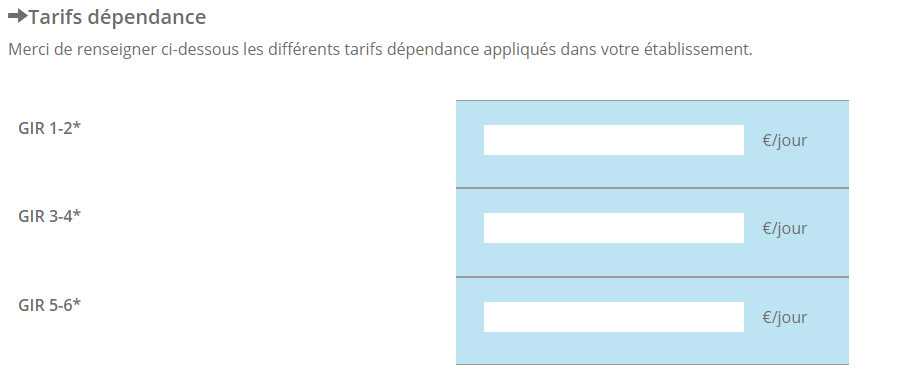 Tarifs dépendance
Merci de renseigner ci-dessous les différents tarifs dépendance appliqués dans votre établissement.
GIR 1-2* €/jour
GIR 3-4* €/jour
GIR 5-6* €/jour